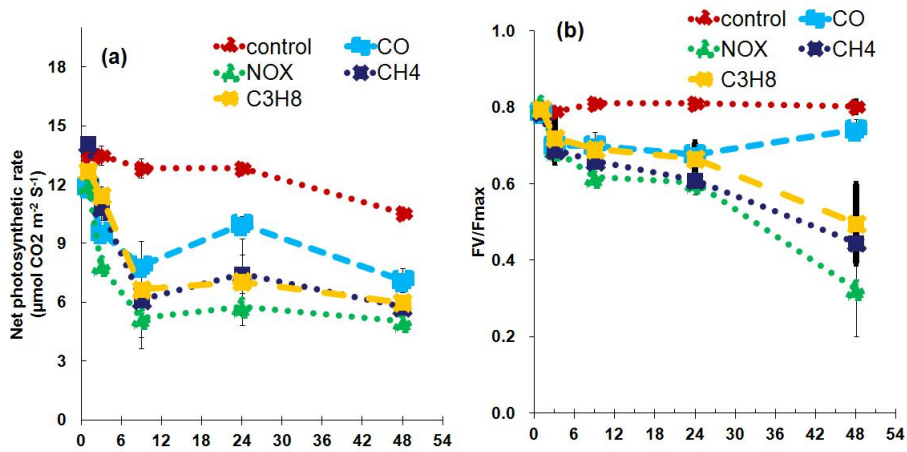 (a)
control
CO
NOX
CH4
C3H8
Net photosynthetic rate
(µmol CO2 m⁻² S⁻¹)
18
15
12
9
6
3
0
0 6 12 18 24 30 36 42 48 54
(b)
control
CO
NOX
CH4
C3H8
FV/Fmax
1.0
0.8
0.6
0.4
0.2
0.0
0 6 12 18 24 30 36 42 48 54